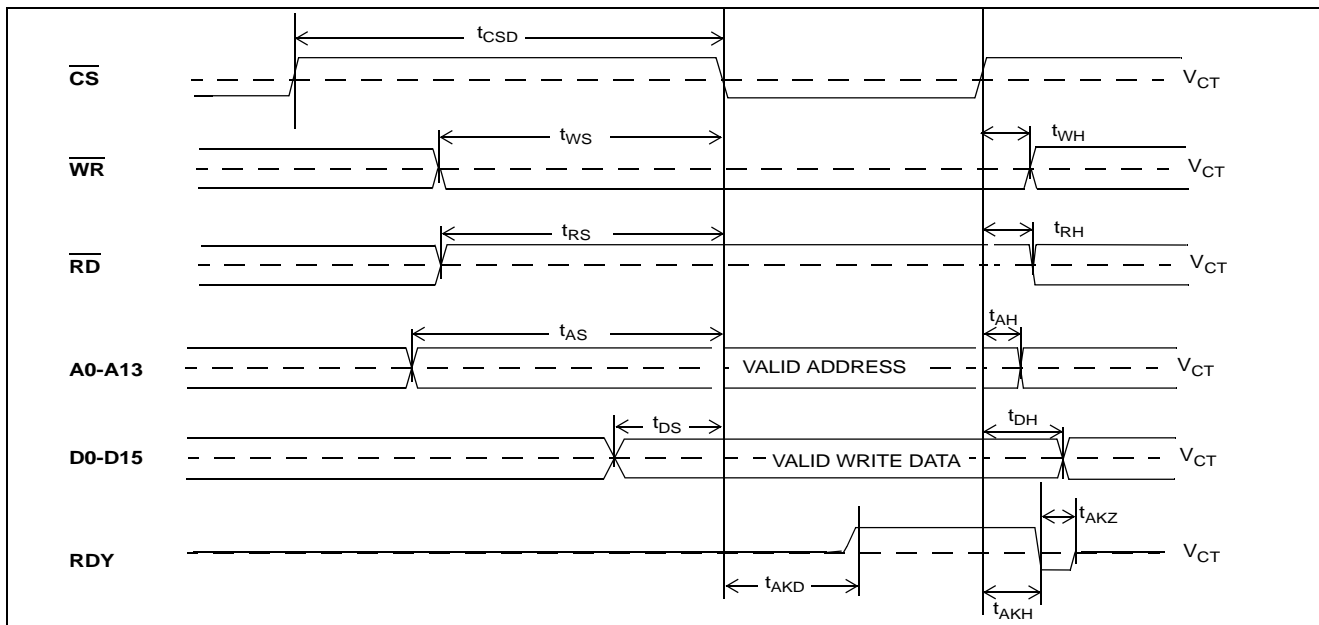 tCSD
CS VCT
tWS tWH
WR VCT
tRS tRH
RD VCT
tAS tAH
A0-A13 VALID ADDRESS VCT
tDS tDH
D0-D15 VALID WRITE DATA VCT
tAKZ
RDY VCT
tAKD
tAKH